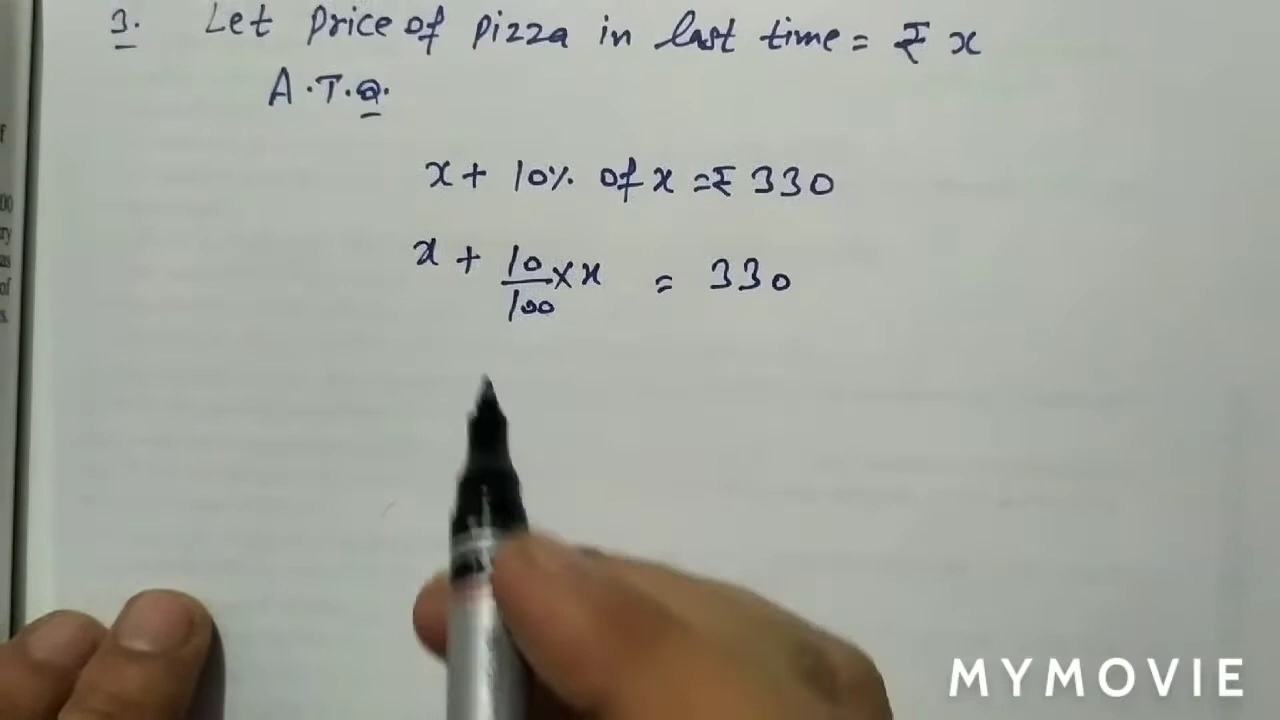 3. Let price of pizza in last time = ₹ x
A.T.Q.
x + 10% of x = ₹ 330
x + 10/100 × x = 330
MYMOVIE